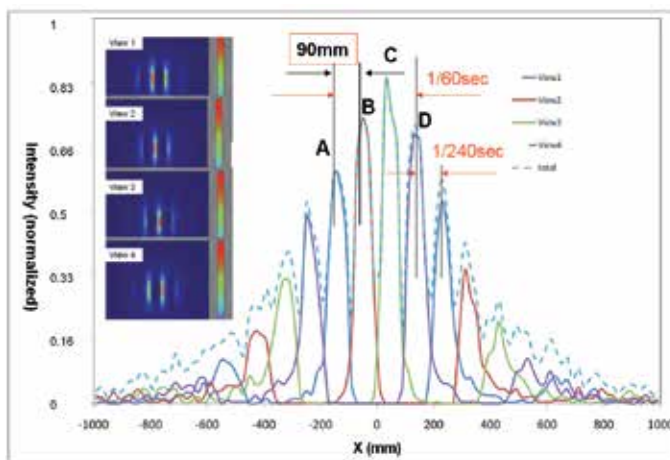 1
0.83
0.66
0.5
0.33
0.16
0
Intensity (normalized)
View 1
View 2
View 3
View 4
90mm
A
B
C
D
1/60sec
1/240sec
View1
View2
View3
View4
total
-1000 -800 -600 -400 -200 0 200 400 600 800 1000
X (mm)